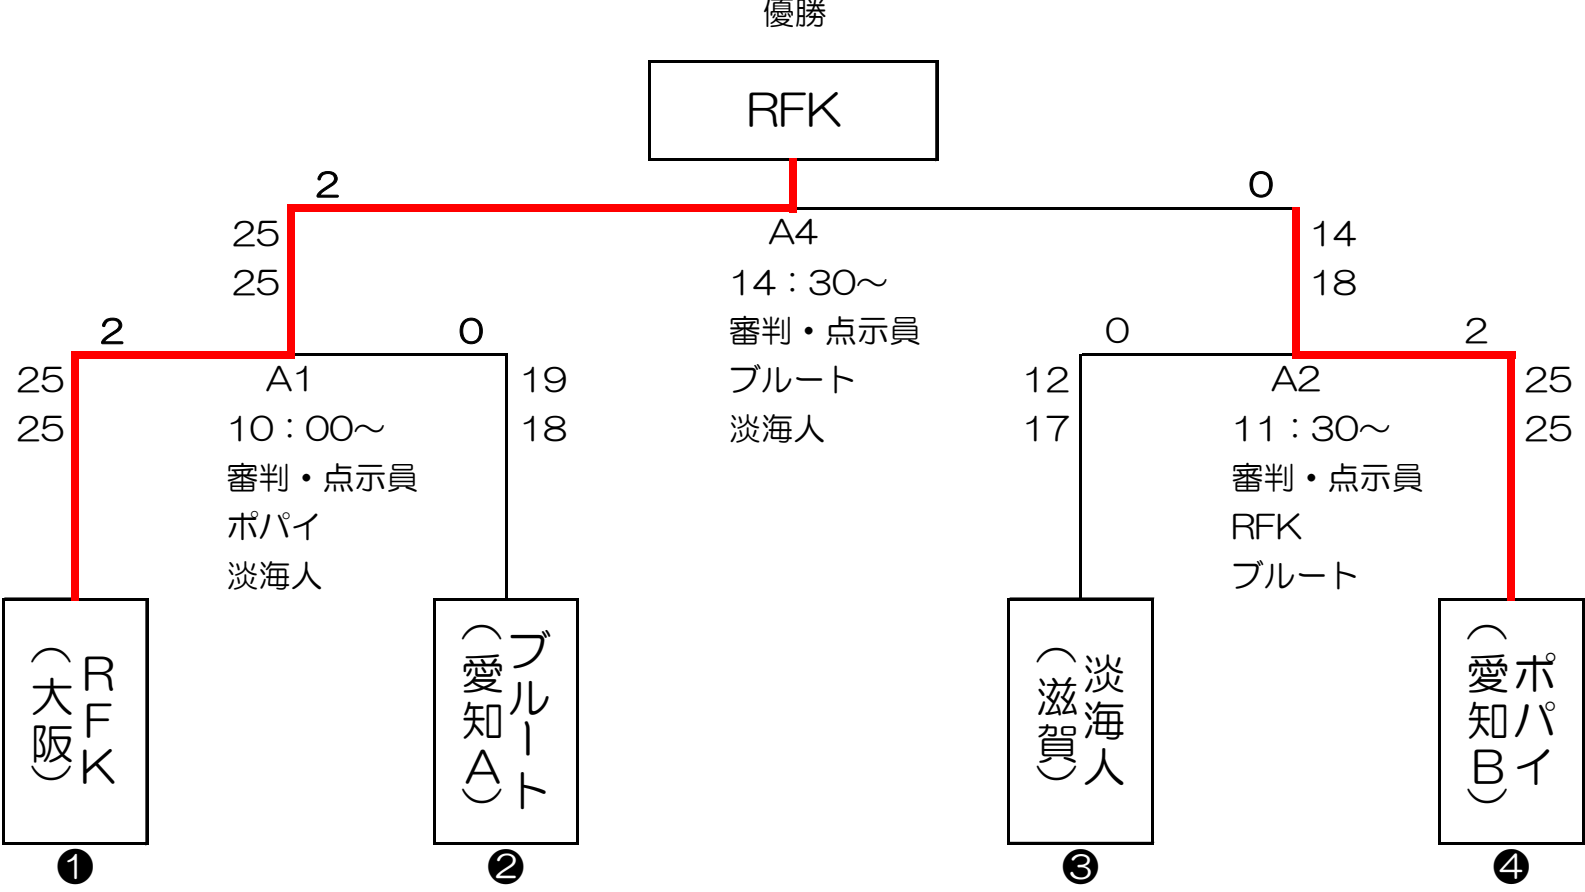 優勝
RFK
2
0
25
25
A4
14：30～
審判・点示員
ブルート
淡海人
14
18
2
0
25
25
A1
10：00～
審判・点示員
ポパイ
淡海人
19
18
0
2
12
17
A2
11：30～
審判・点示員
RFK
ブルート
25
25
RFK
（大阪）
❶
ブルート
（愛知A）
❷
淡海人
（滋賀）
❸
ポパイ
（愛知B）
❹